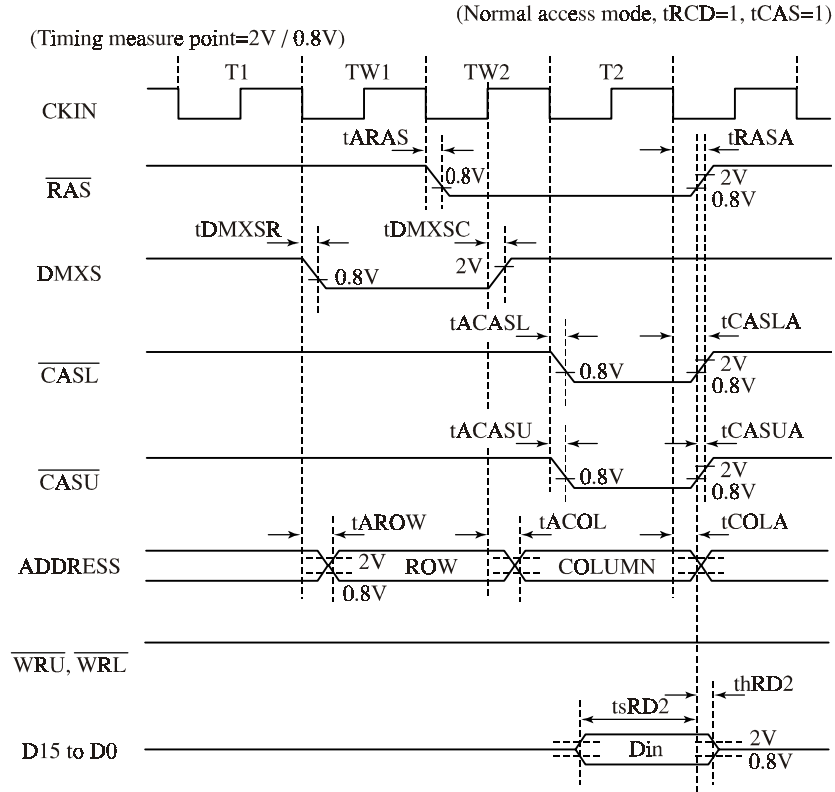 (Normal access mode, tRCD=1, tCAS=1)
(Timing measure point=2V / 0.8V)
T1 TW1 TW2 T2
CKIN
tARAS tRASA
RAS 0.8V 2V
0.8V
tDMXSR tDMXSC
DMXS 0.8V 2V
tACASL tCASLA
CASL 0.8V 2V
0.8V
tACASU tCASUA
CASU 0.8V 2V
0.8V
tAROW tACOL tCOLA
ADDRESS 2V ROW COLUMN
0.8V
WRU, WRL
thRD2
tsRD2
D15 to D0 Din 2V
0.8V